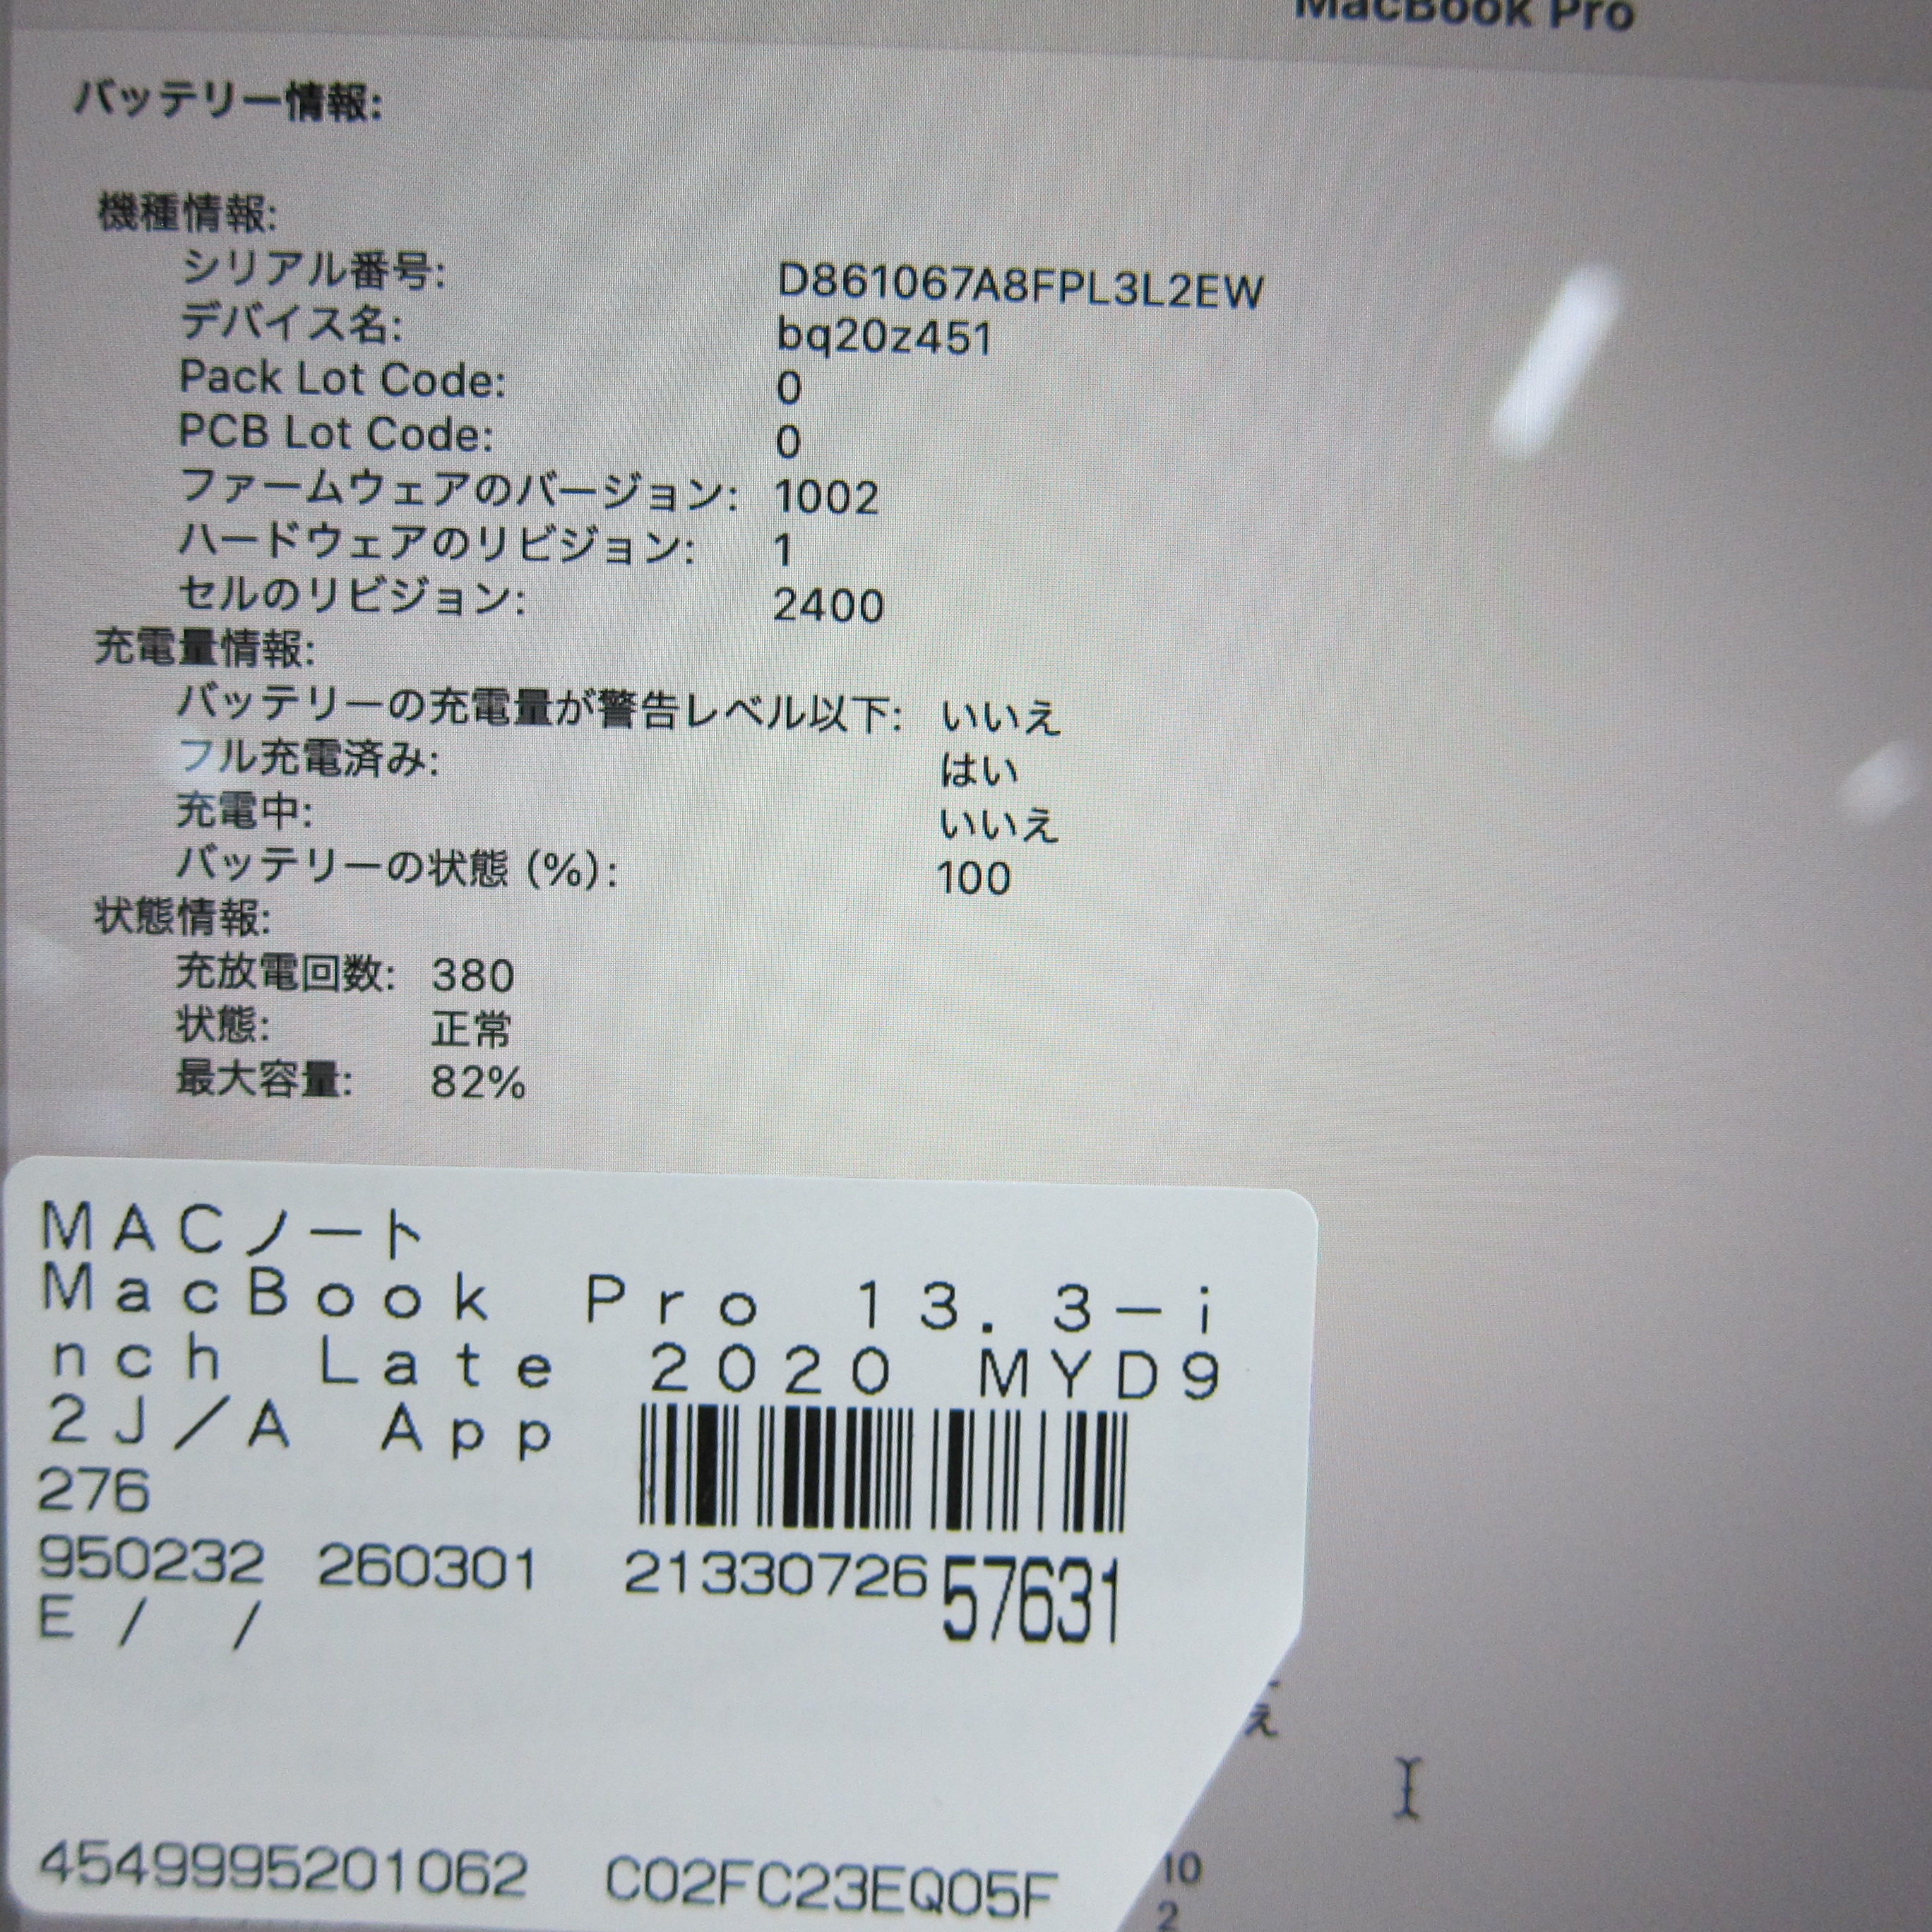 MacBook Pro
バッテリー情報:
機種情報:
シリアル番号: D861067A8FPL3L2EW
デバイス名: bq20z451
Pack Lot Code: 0
PCB Lot Code: 0
ファームウェアのバージョン: 1002
ハードウェアのリビジョン: 1
セルのリビジョン: 2400
充電量情報:
バッテリーの充電量が警告レベル以下: いいえ
フル充電済み: はい
充電中: いいえ
バッテリーの状態 (%): 100
状態情報:
充放電回数: 380
状態: 正常
最大容量: 82%
MACノート
MacBook Pro 13.3-i
nch Late 2020 MYD9
2J/A App
276
950232 260301 2133072657631
E / /
え
4549995201062 C02FC23EQ05F
10
2